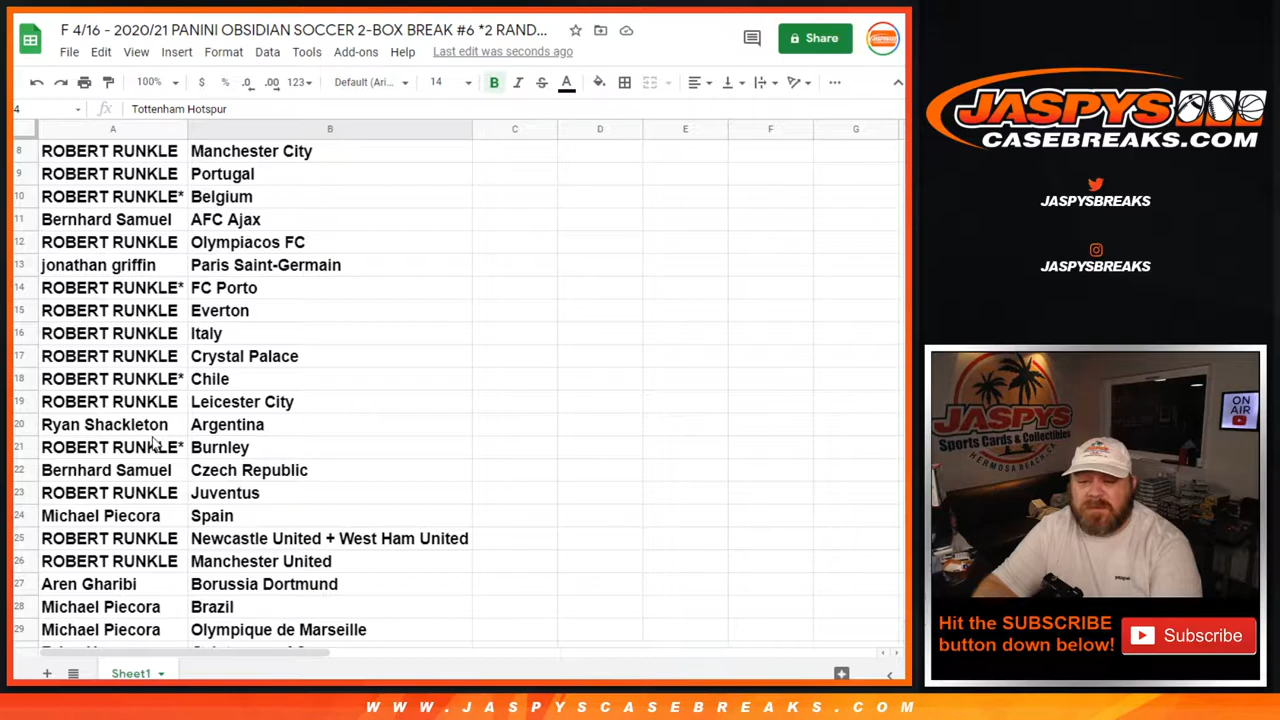 F 4/16 - 2020/21 PANINI OBSIDIAN SOCCER 2-BOX BREAK #6 *2 RAND...
Share
File Edit View Insert Format Data Tools Add-ons Help Last edit was seconds ago
100% $ % .0 .00 123 Default (Ari... 14 B I S A
4 fx Tottenham Hotspur
A B C D E F G
8 ROBERT RUNKLE Manchester City
9 ROBERT RUNKLE Portugal
10 ROBERT RUNKLE* Belgium
11 Bernhard Samuel AFC Ajax
12 ROBERT RUNKLE Olympiacos FC
13 jonathan griffin Paris Saint-Germain
14 ROBERT RUNKLE* FC Porto
15 ROBERT RUNKLE Everton
16 ROBERT RUNKLE Italy
17 ROBERT RUNKLE Crystal Palace
18 ROBERT RUNKLE* Chile
19 ROBERT RUNKLE Leicester City
20 Ryan Shackleton Argentina
21 ROBERT RUNKLE* Burnley
22 Bernhard Samuel Czech Republic
23 ROBERT RUNKLE Juventus
24 Michael Piecora Spain
25 ROBERT RUNKLE Newcastle United + West Ham United
26 ROBERT RUNKLE Manchester United
27 Aren Gharibi Borussia Dortmund
28 Michael Piecora Brazil
29 Michael Piecora Olympique de Marseille
Sheet1
JASPYS
CASEBREAKS.COM
JASPYSBREAKS
JASPYSBREAKS
JASPYS
Sports Cards & Collectibles
HERMOSA BEACH
ON
AIR
Hit the SUBSCRIBE
button down below!
Subscribe
WWW.JASPYSCASEBREAKS.COM